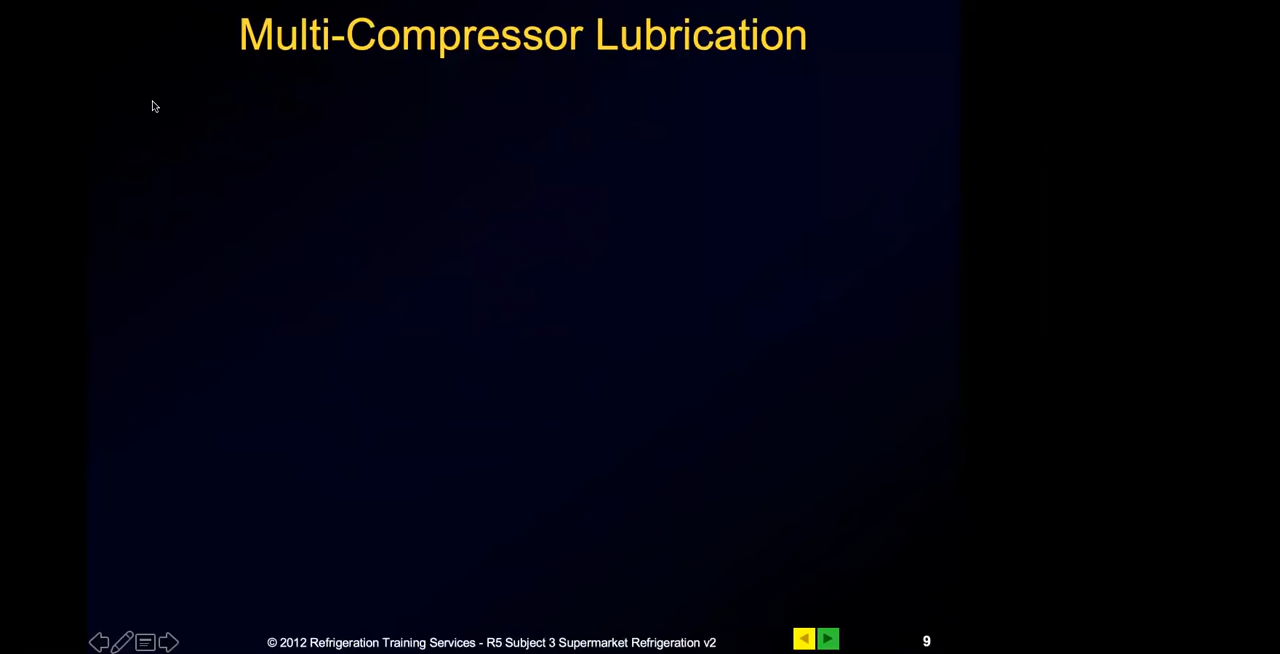 Multi-Compressor Lubrication
© 2012 Refrigeration Training Services - R5 Subject 3 Supermarket Refrigeration v2
9